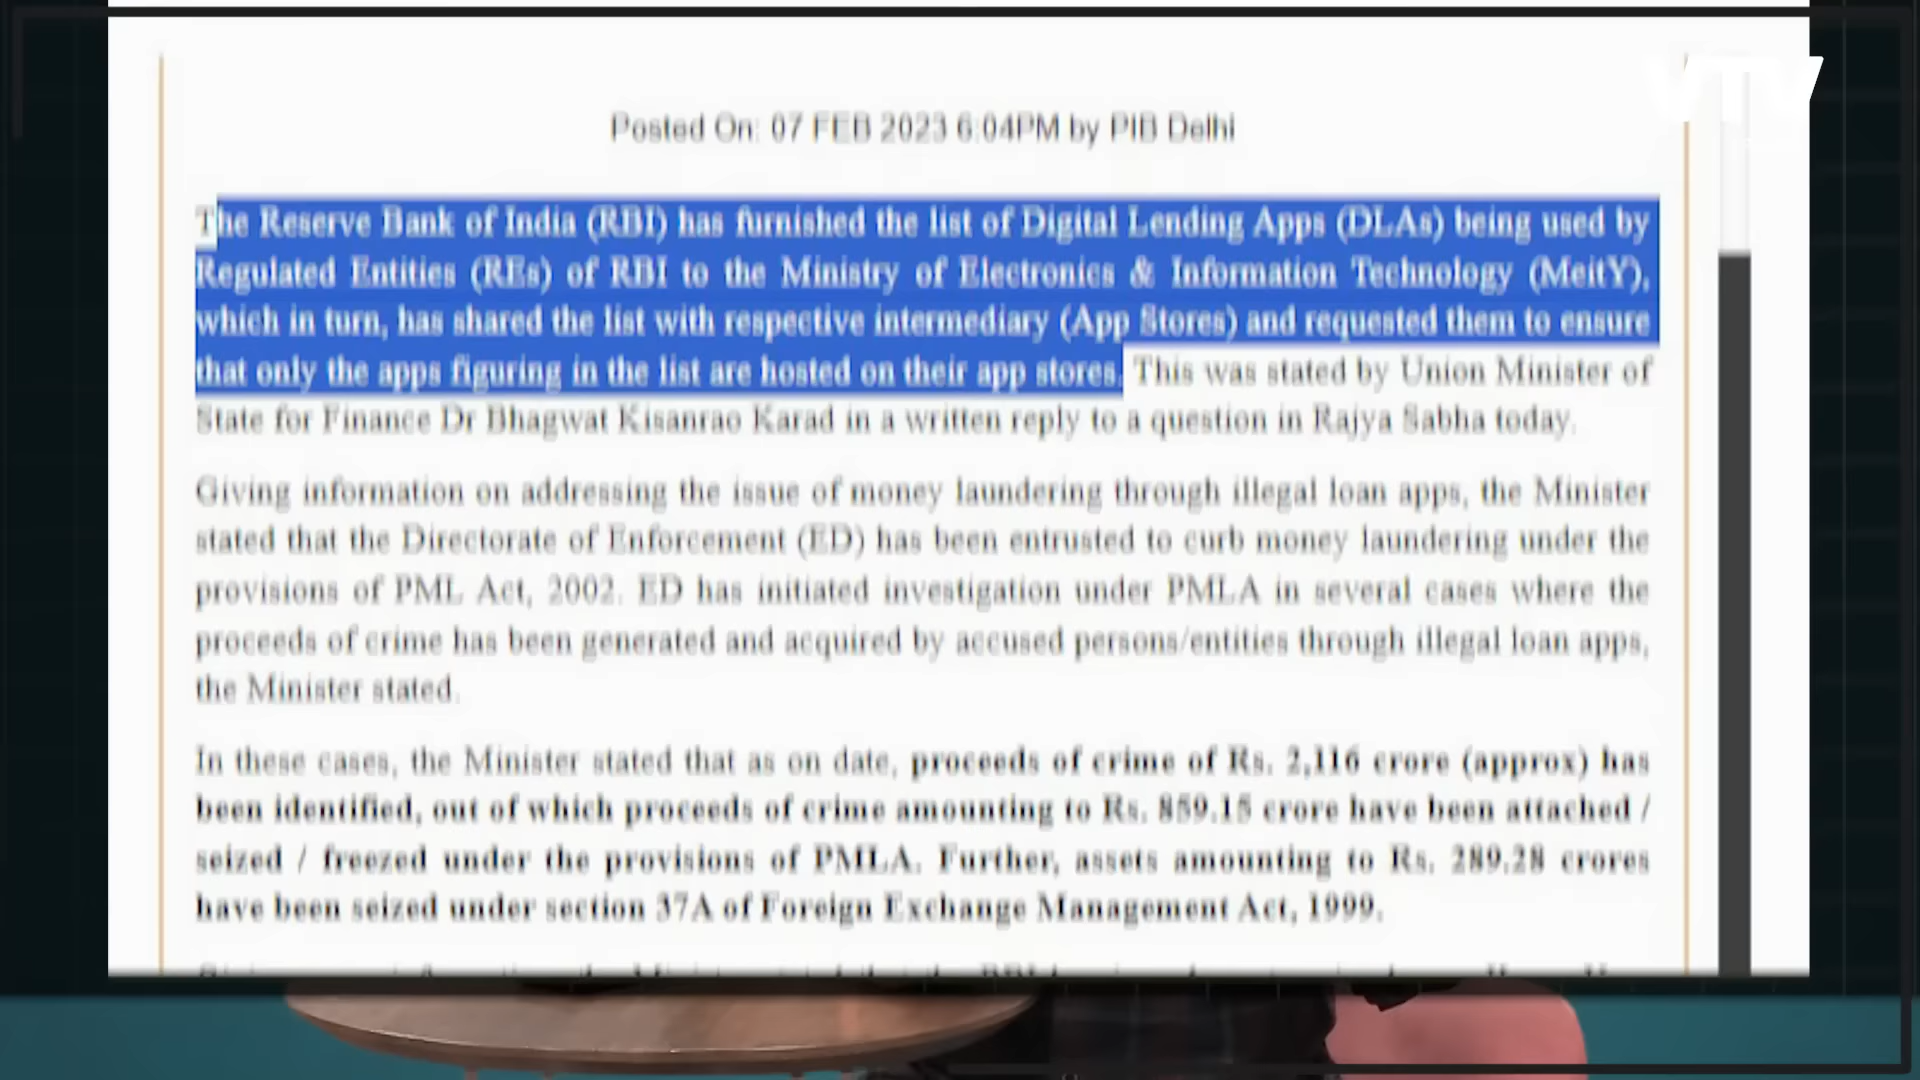 VTV
Posted On: 07 FEB 2023 6:04PM by PIB Delhi
The Reserve Bank of India (RBI) has furnished the list of Digital Lending Apps (DLAs) being used by
Regulated Entities (REs) of RBI to the Ministry of Electronics & Information Technology (MeitY),
which in turn, has shared the list with respective intermediary (App Stores) and requested them to ensure
that only the apps figuring in the list are hosted on their app stores. This was stated by Union Minister of
State for Finance Dr Bhagwat Kisanrao Karad in a written reply to a question in Rajya Sabha today.
Giving information on addressing the issue of money laundering through illegal loan apps, the Minister
stated that the Directorate of Enforcement (ED) has been entrusted to curb money laundering under the
provisions of PML Act, 2002. ED has initiated investigation under PMLA in several cases where the
proceeds of crime has been generated and acquired by accused persons/entities through illegal loan apps,
the Minister stated.
In these cases, the Minister stated that as on date, proceeds of crime of Rs. 2,116 crore (approx) has
been identified, out of which proceeds of crime amounting to Rs. 859.15 crore have been attached /
seized / freezed under the provisions of PMLA. Further, assets amounting to Rs. 289.28 crores
have been seized under section 37A of Foreign Exchange Management Act, 1999.